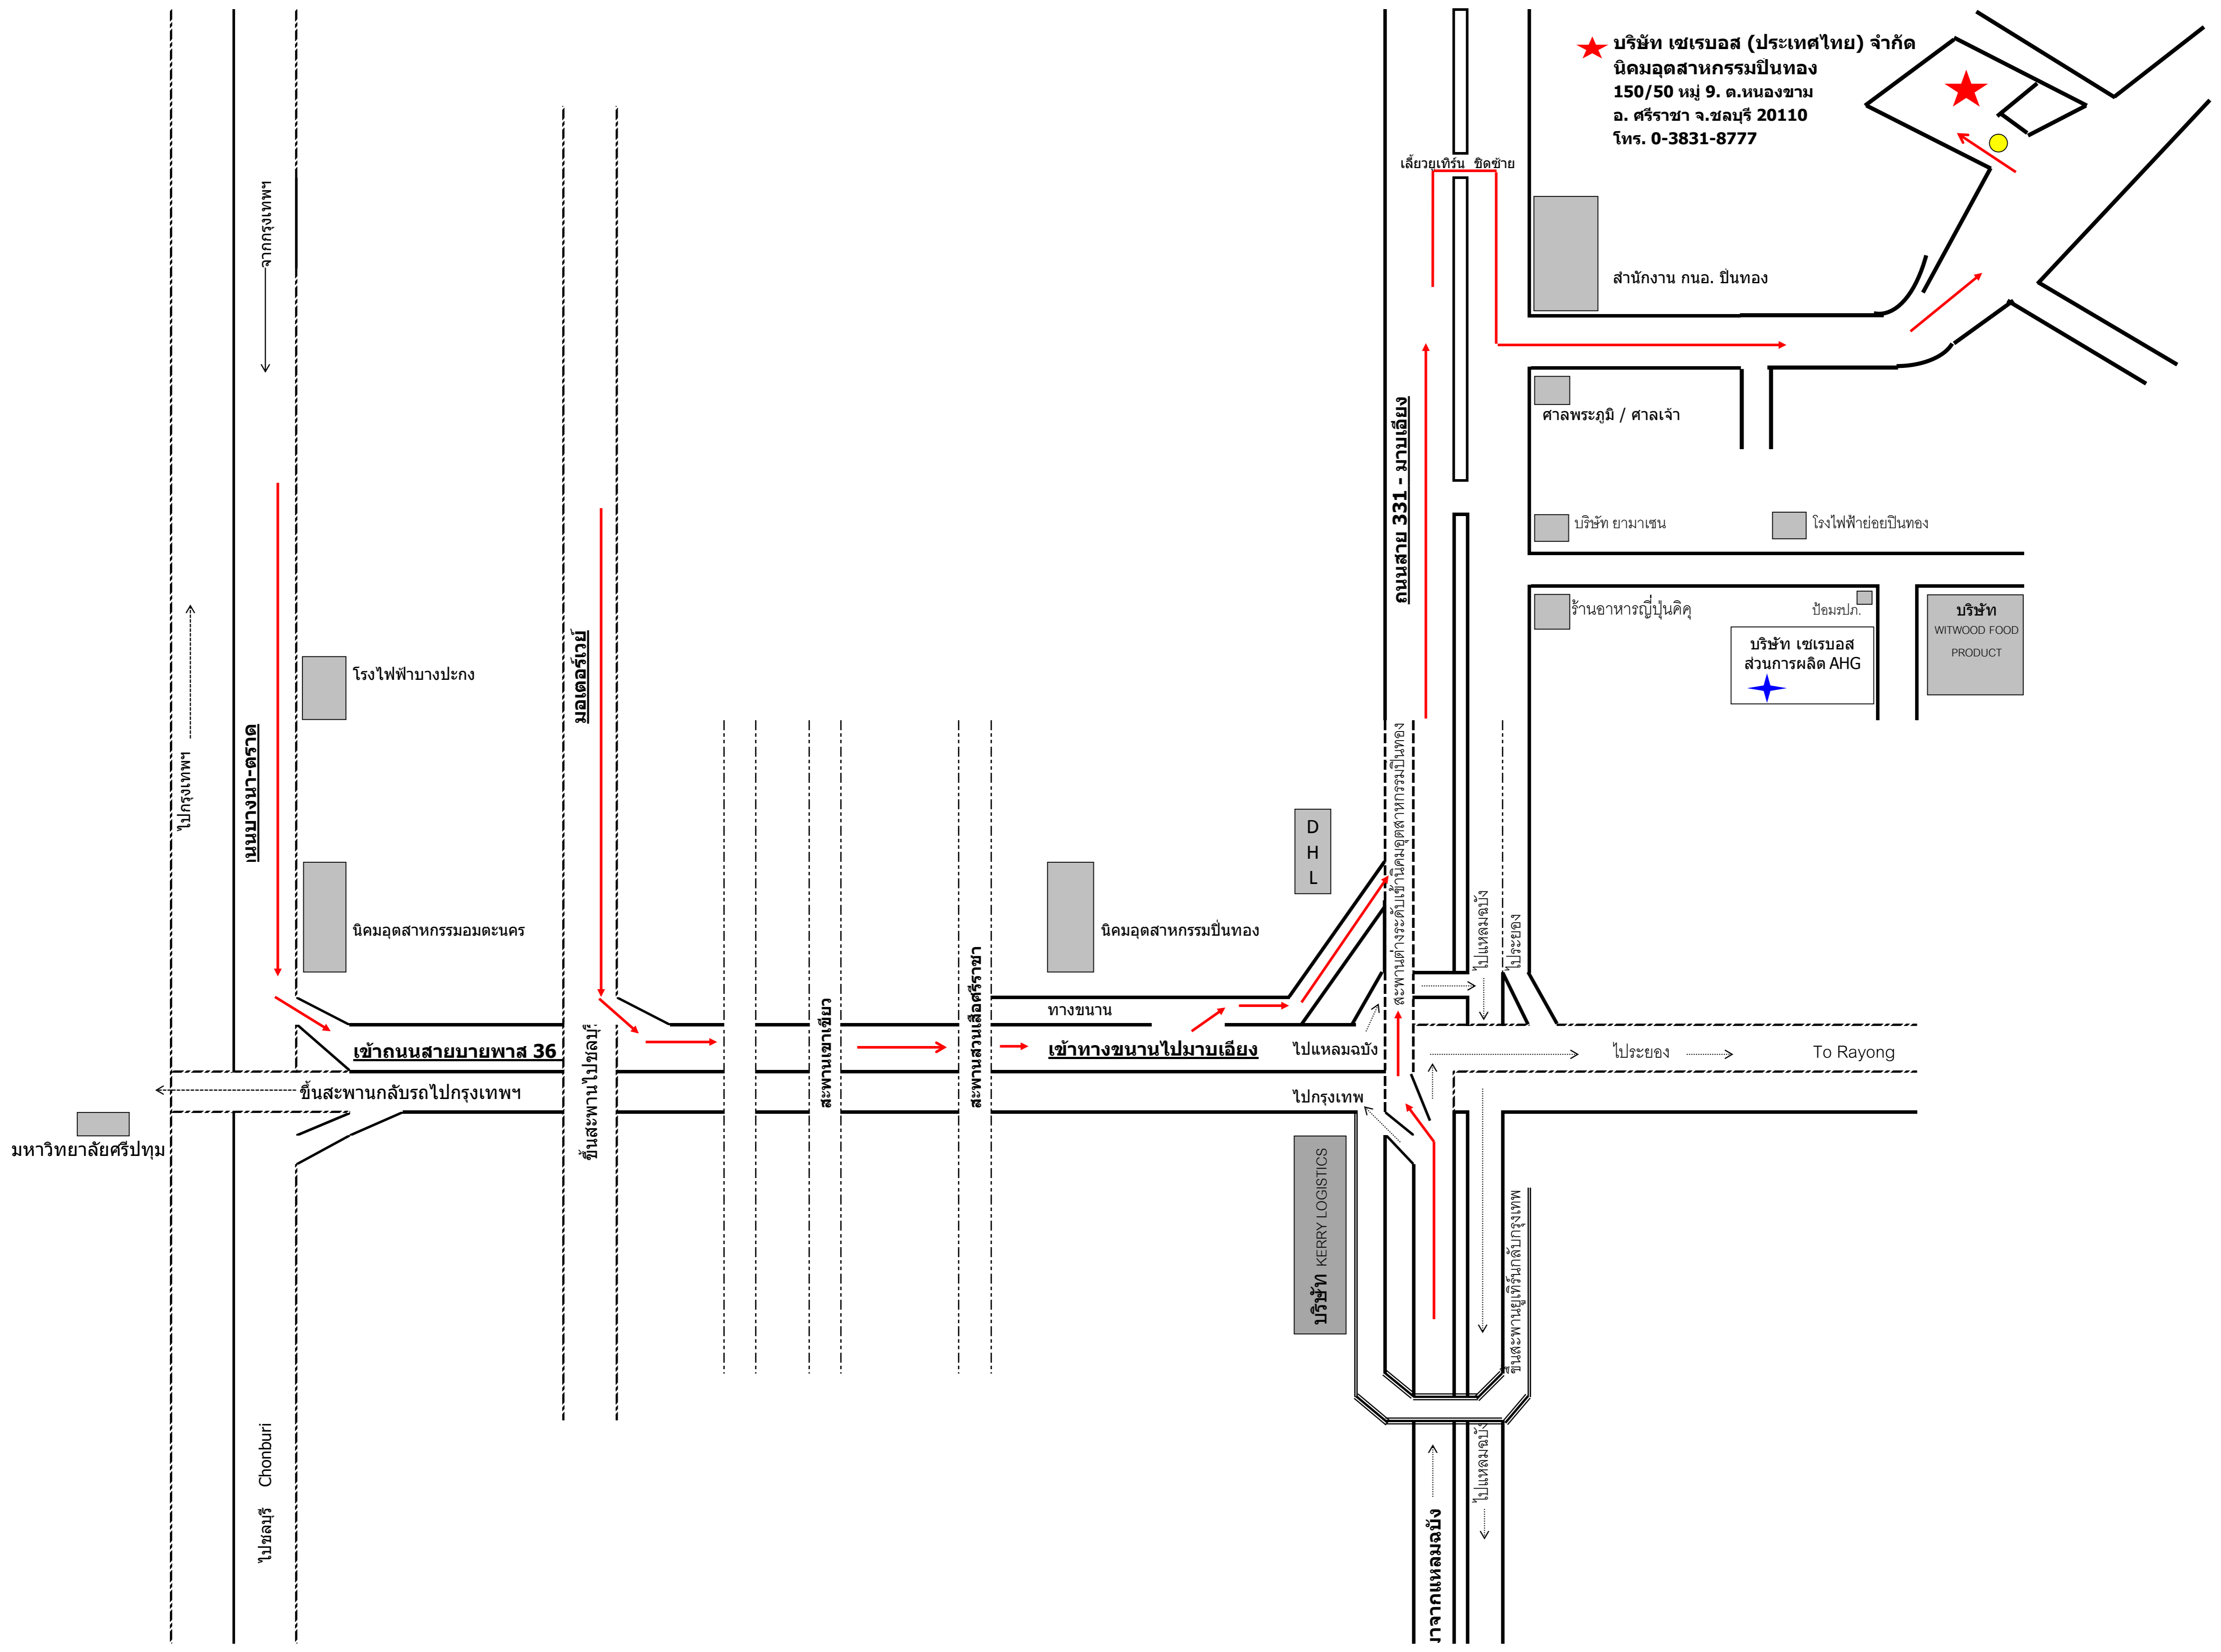 บริษัท เซเรบอส (ประเทศไทย) จำกัด
นิคมอุตสาหกรรมปิ่นทอง
150/50 หมู่ 9. ต.หนองขาม
อ. ศรีราชา จ.ชลบุรี 20110
โทร. 0-3831-8777
เลี้ยวยูเทิร์น ชิดซ้าย
จากกรุงเทพฯ
สำนักงาน กนอ. ปิ่นทอง
ศาลพระภูมิ / ศาลเจ้า
ถนนสาย 331 - มาบเอียง
บริษัท ยามาเซน
โรงไฟฟ้าย่อยปิ่นทอง
ร้านอาหารญี่ปุ่นคิคุ
ป้อมรปภ.
บริษัท
WITWOOD FOOD
PRODUCT
บริษัท เซเรบอส
ส่วนการผลิต AHG
โรงไฟฟ้าบางปะกง
มอเตอร์เวย์
ไปกรุงเทพฯ
นนบางนา-ตราด
สะพานต่างระดับเข้านิคมอุตสาหกรรมปิ่นทอง
D
H
L
นิคมอุตสาหกรรมอมตะนคร
นิคมอุตสาหกรรมปิ่นทอง
ไปแหลมฉบัง
ไประยอง
ทางขนาน
เข้าถนนสายบายพาส 36
ขึ้นสะพานไปชลบุรี
สะพานเขาเขียว
สะพานสวนเสือศรีราชา
เข้าทางขนานไปมาบเอียง
ไปแหลมฉบัง
ไประยอง
To Rayong
ขึ้นสะพานกลับรถไปกรุงเทพฯ
ไปกรุงเทพ
มหาวิทยาลัยศรีปทุม
บริษัท KERRY LOGISTICS
ขึ้นสะพานยูเทิร์นกลับกรุงเทพ
ไปชลบุรี Chonburi
ไปแหลมฉบัง
มาจากแหลมฉบัง